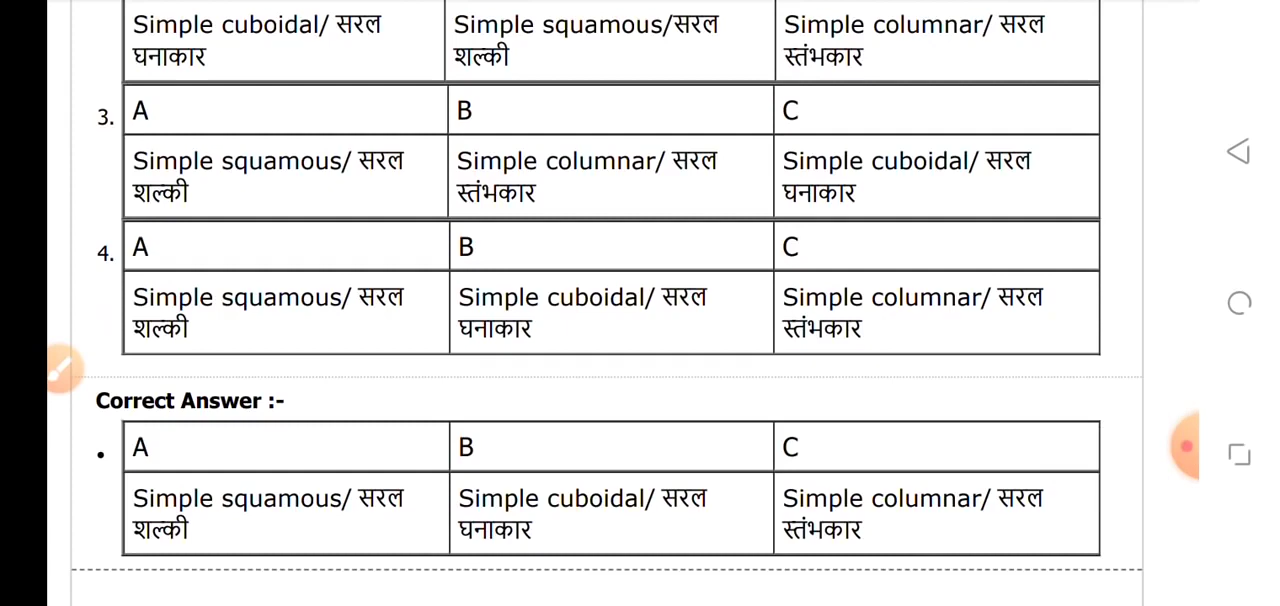 Simple cuboidal/ सरल Simple squamous/सरल Simple columnar/ सरल
घनाकार शल्की स्तंभकार
3. A B C
Simple squamous/ सरल Simple columnar/ सरल Simple cuboidal/ सरल
शल्की स्तंभकार घनाकार
4. A B C
Simple squamous/ सरल Simple cuboidal/ सरल Simple columnar/ सरल
शल्की घनाकार स्तंभकार
Correct Answer :-
• A B C
Simple squamous/ सरल Simple cuboidal/ सरल Simple columnar/ सरल
शल्की घनाकार स्तंभकार